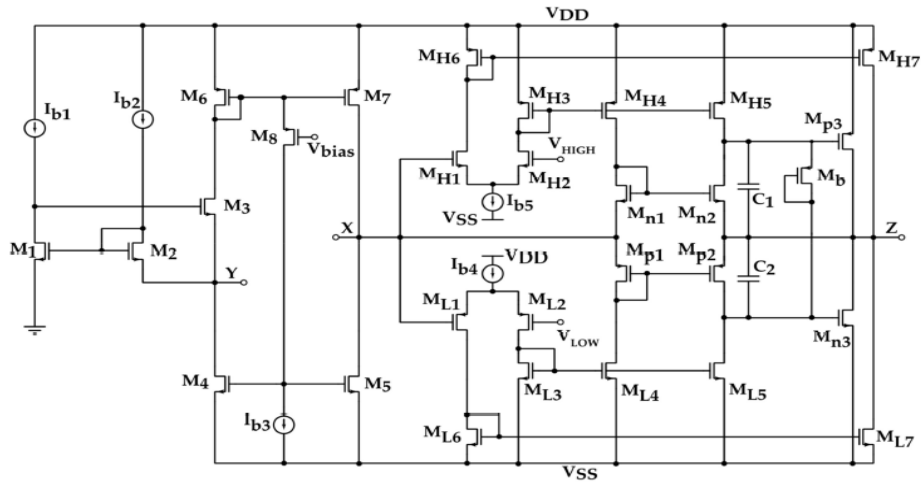 VDD
MH6
MH7
M6
M7
Ib1
Ib2
MH3
MH4
MH5
M8
Vbias
VHIGH
Mp3
MH1
MH2
Mb
M3
Ib5
VSS
Mn1
Mn2
C1
M1
M2
X
Z
Y
Ib4
VDD
Mp1
Mp2
ML1
ML2
C2
VLOW
Mn3
M4
M5
ML3
ML4
ML5
Ib3
ML6
ML7
VSS